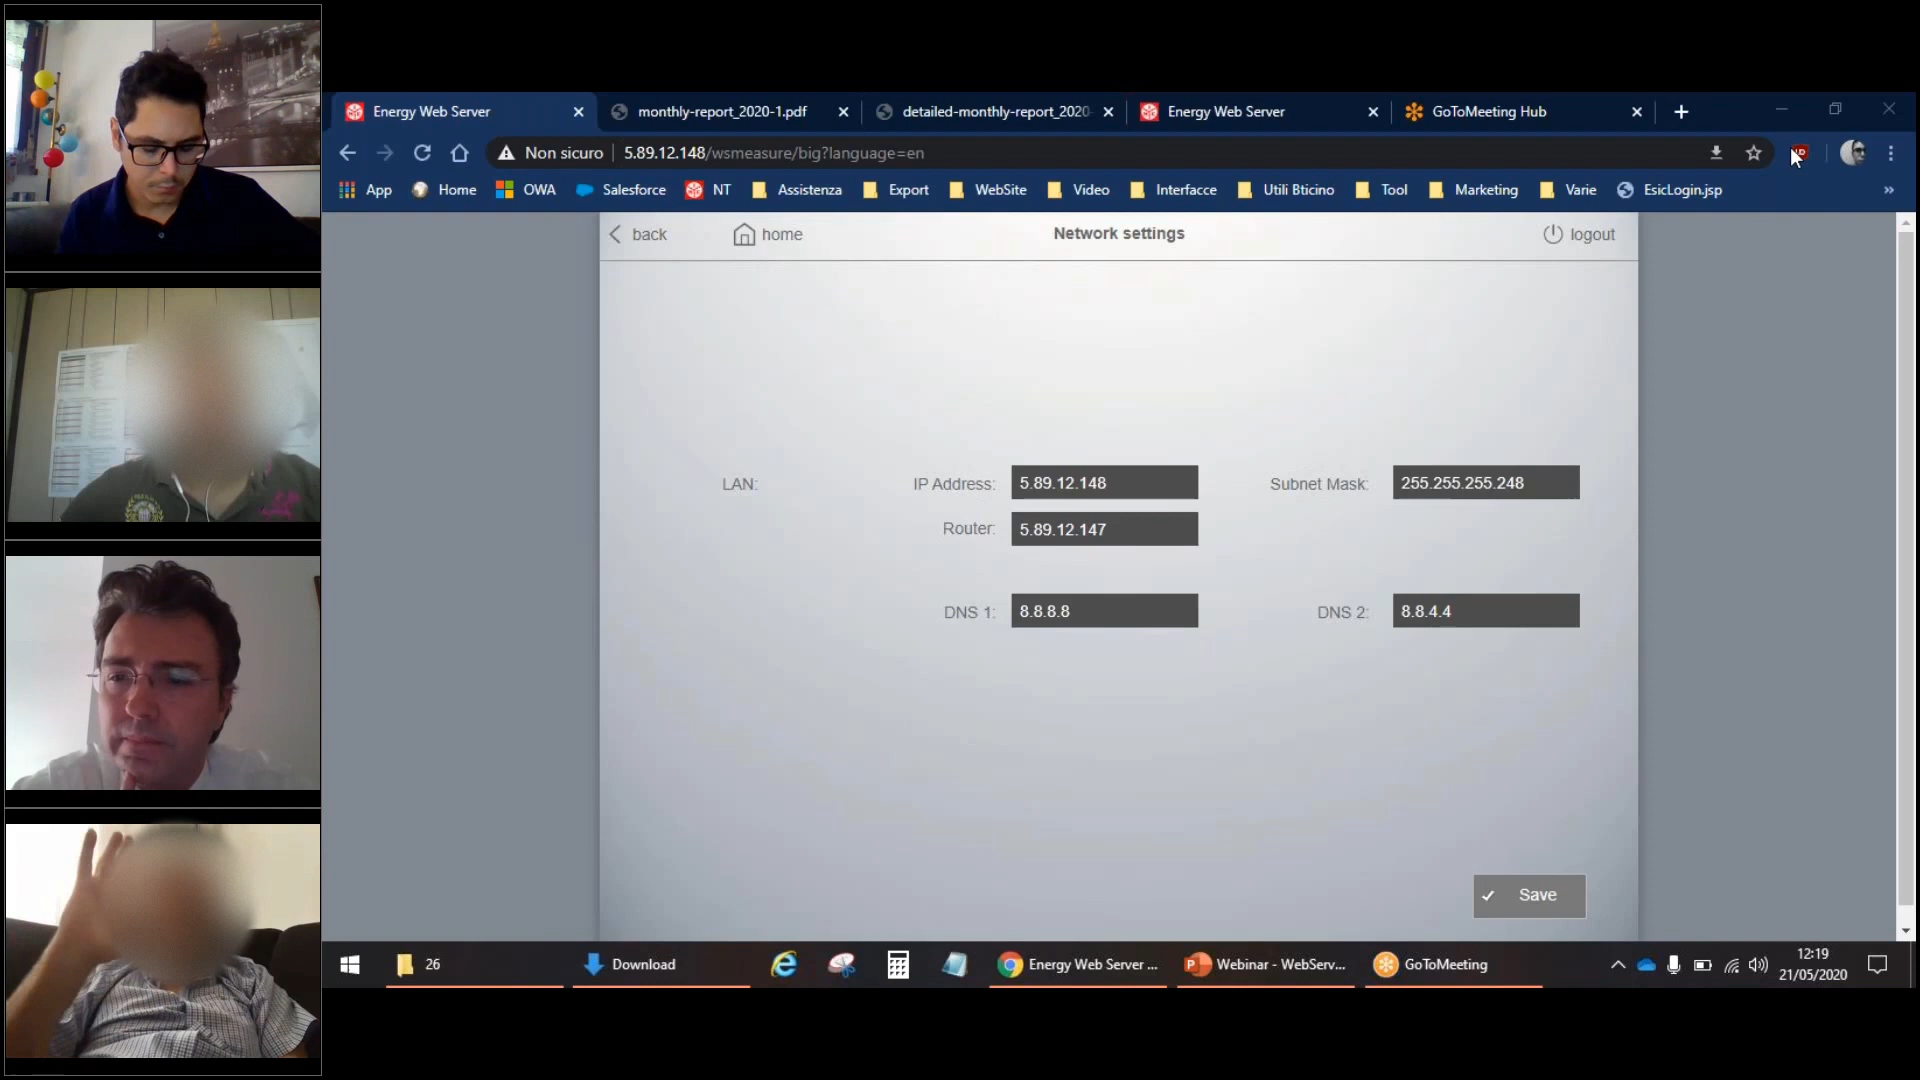 Energy Web Server
monthly-report_2020-1.pdf
detailed-monthly-report_2020-
Energy Web Server
GoToMeeting Hub
Non sicuro
5.89.12.148/wsmeasure/big?language=en
App
Home
OWA
Salesforce
NT
Assistenza
Export
WebSite
Video
Interfacce
Utili Bticino
Tool
Marketing
Varie
EsicLogin.jsp
»
back
home
Network settings
logout
LAN:
IP Address: 5.89.12.148
Subnet Mask: 255.255.255.248
Router: 5.89.12.147
DNS 1: 8.8.8.8
DNS 2: 8.8.4.4
Save
26
Download
Energy Web Server ...
Webinar - WebServ...
GoToMeeting
12:19
21/05/2020